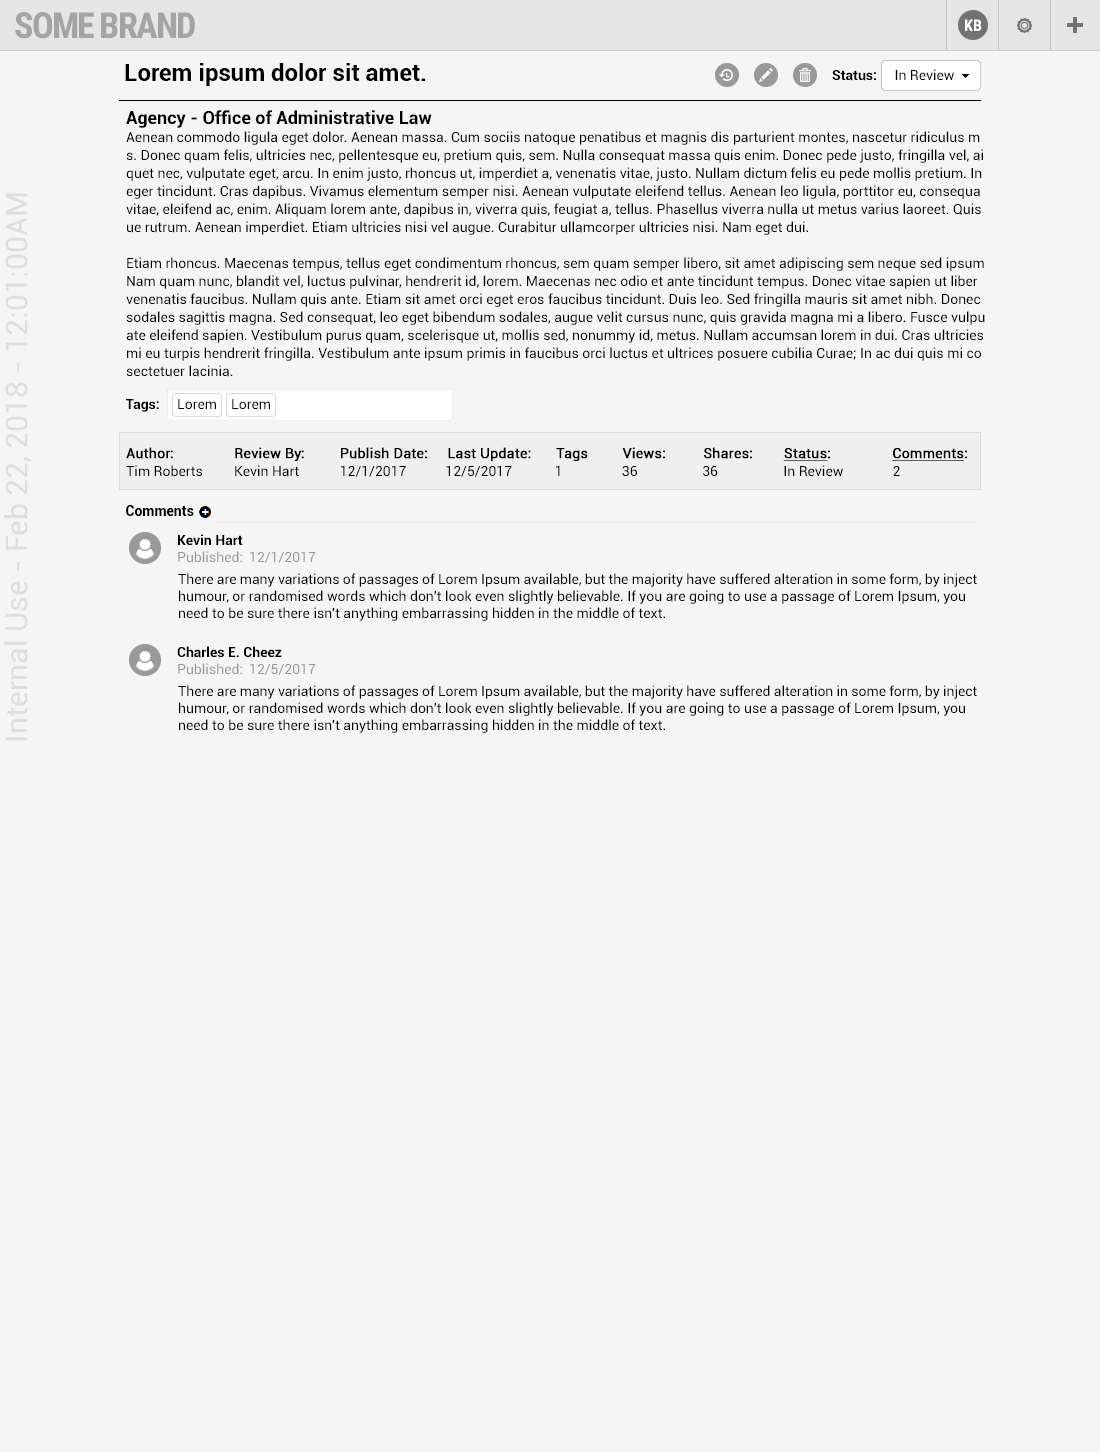 SOME BRAND
KB
Lorem ipsum dolor sit amet.
Status:
In Review
Agency - Office of Administrative Law
Aenean commodo ligula eget dolor. Aenean massa. Cum sociis natoque penatibus et magnis dis parturient montes, nascetur ridiculus m
s. Donec quam felis, ultricies nec, pellentesque eu, pretium quis, sem. Nulla consequat massa quis enim. Donec pede justo, fringilla vel, ai
quet nec, vulputate eget, arcu. In enim justo, rhoncus ut, imperdiet a, venenatis vitae, justo. Nullam dictum felis eu pede mollis pretium. In
eger tincidunt. Cras dapibus. Vivamus elementum semper nisi. Aenean vulputate eleifend tellus. Aenean leo ligula, porttitor eu, consequa
vitae, eleifend ac, enim. Aliquam lorem ante, dapibus in, viverra quis, feugiat a, tellus. Phasellus viverra nulla ut metus varius laoreet. Quis
ue rutrum. Aenean imperdiet. Etiam ultricies nisi vel augue. Curabitur ullamcorper ultricies nisi. Nam eget dui.
Etiam rhoncus. Maecenas tempus, tellus eget condimentum rhoncus, sem quam semper libero, sit amet adipiscing sem neque sed ipsum
Nam quam nunc, blandit vel, luctus pulvinar, hendrerit id, lorem. Maecenas nec odio et ante tincidunt tempus. Donec vitae sapien ut liber
venenatis faucibus. Nullam quis ante. Etiam sit amet orci eget eros faucibus tincidunt. Duis leo. Sed fringilla mauris sit amet nibh. Donec
sodales sagittis magna. Sed consequat, leo eget bibendum sodales, augue velit cursus nunc, quis gravida magna mi a libero. Fusce vulpu
ate eleifend sapien. Vestibulum purus quam, scelerisque ut, mollis sed, nonummy id, metus. Nullam accumsan lorem in dui. Cras ultricies
mi eu turpis hendrerit fringilla. Vestibulum ante ipsum primis in faucibus orci luctus et ultrices posuere cubilia Curae; In ac dui quis mi co
sectetuer lacinia.
Tags: Lorem Lorem
Author: Review By: Publish Date: Last Update: Tags Views: Shares: Status: Comments:
Tim Roberts Kevin Hart 12/1/2017 12/5/2017 1 36 36 In Review 2
Comments
Kevin Hart
Published: 12/1/2017
There are many variations of passages of Lorem Ipsum available, but the majority have suffered alteration in some form, by inject
humour, or randomised words which don't look even slightly believable. If you are going to use a passage of Lorem Ipsum, you
need to be sure there isn't anything embarrassing hidden in the middle of text.
Charles E. Cheez
Published: 12/5/2017
There are many variations of passages of Lorem Ipsum available, but the majority have suffered alteration in some form, by inject
humour, or randomised words which don't look even slightly believable. If you are going to use a passage of Lorem Ipsum, you
need to be sure there isn't anything embarrassing hidden in the middle of text.
Internal Use - Feb 22, 2018 - 12:01:00AM